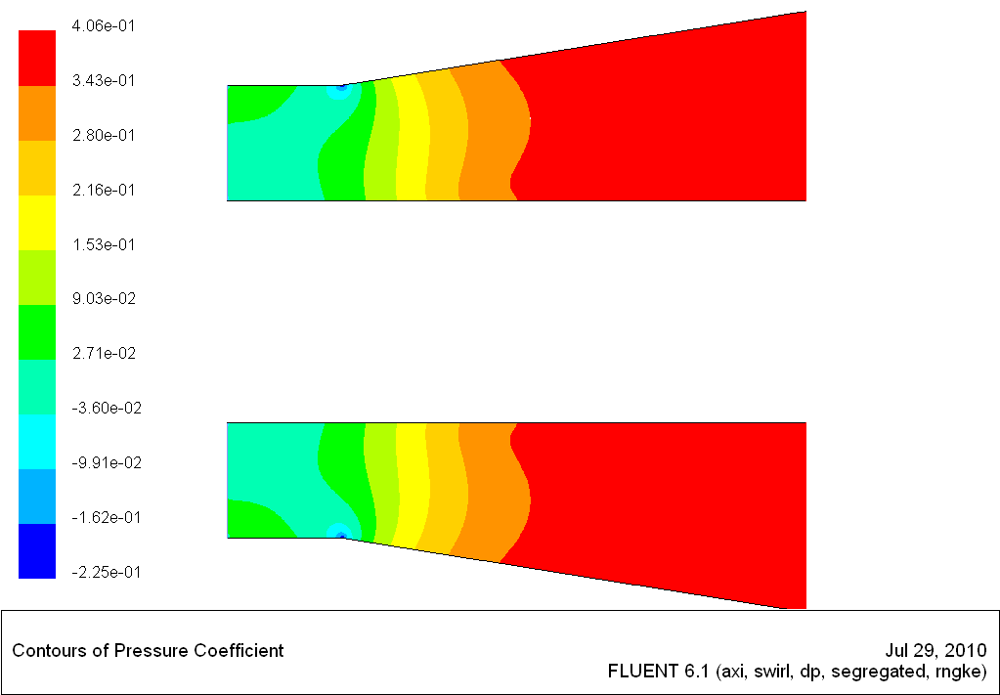 4.06e-01
3.43e-01
2.80e-01
2.16e-01
1.53e-01
9.03e-02
2.71e-02
-3.60e-02
-9.91e-02
-1.62e-01
-2.25e-01
Contours of Pressure Coefficient
Jul 29, 2010
FLUENT 6.1 (axi, swirl, dp, segregated, rngke)